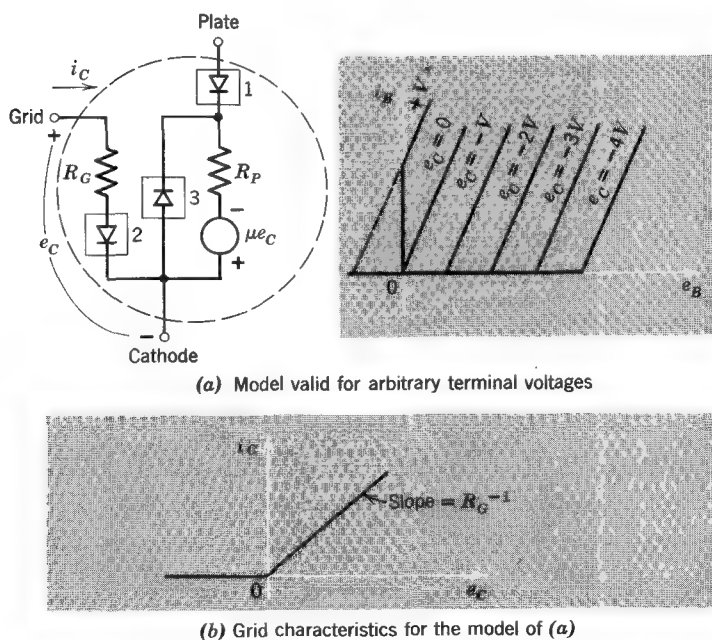 Plate
i_C
1
Grid
+
R_G
3
R_P
−
e_C
2
μe_C
+
−
Cathode
i_B
+V
e_C = 0
e_C = −V
e_C = −2V
e_C = −3V
e_C = −4V
0
e_B
(a) Model valid for arbitrary terminal voltages
i_C
Slope = R_G⁻¹
0
e_C
(b) Grid characteristics for the model of (a)